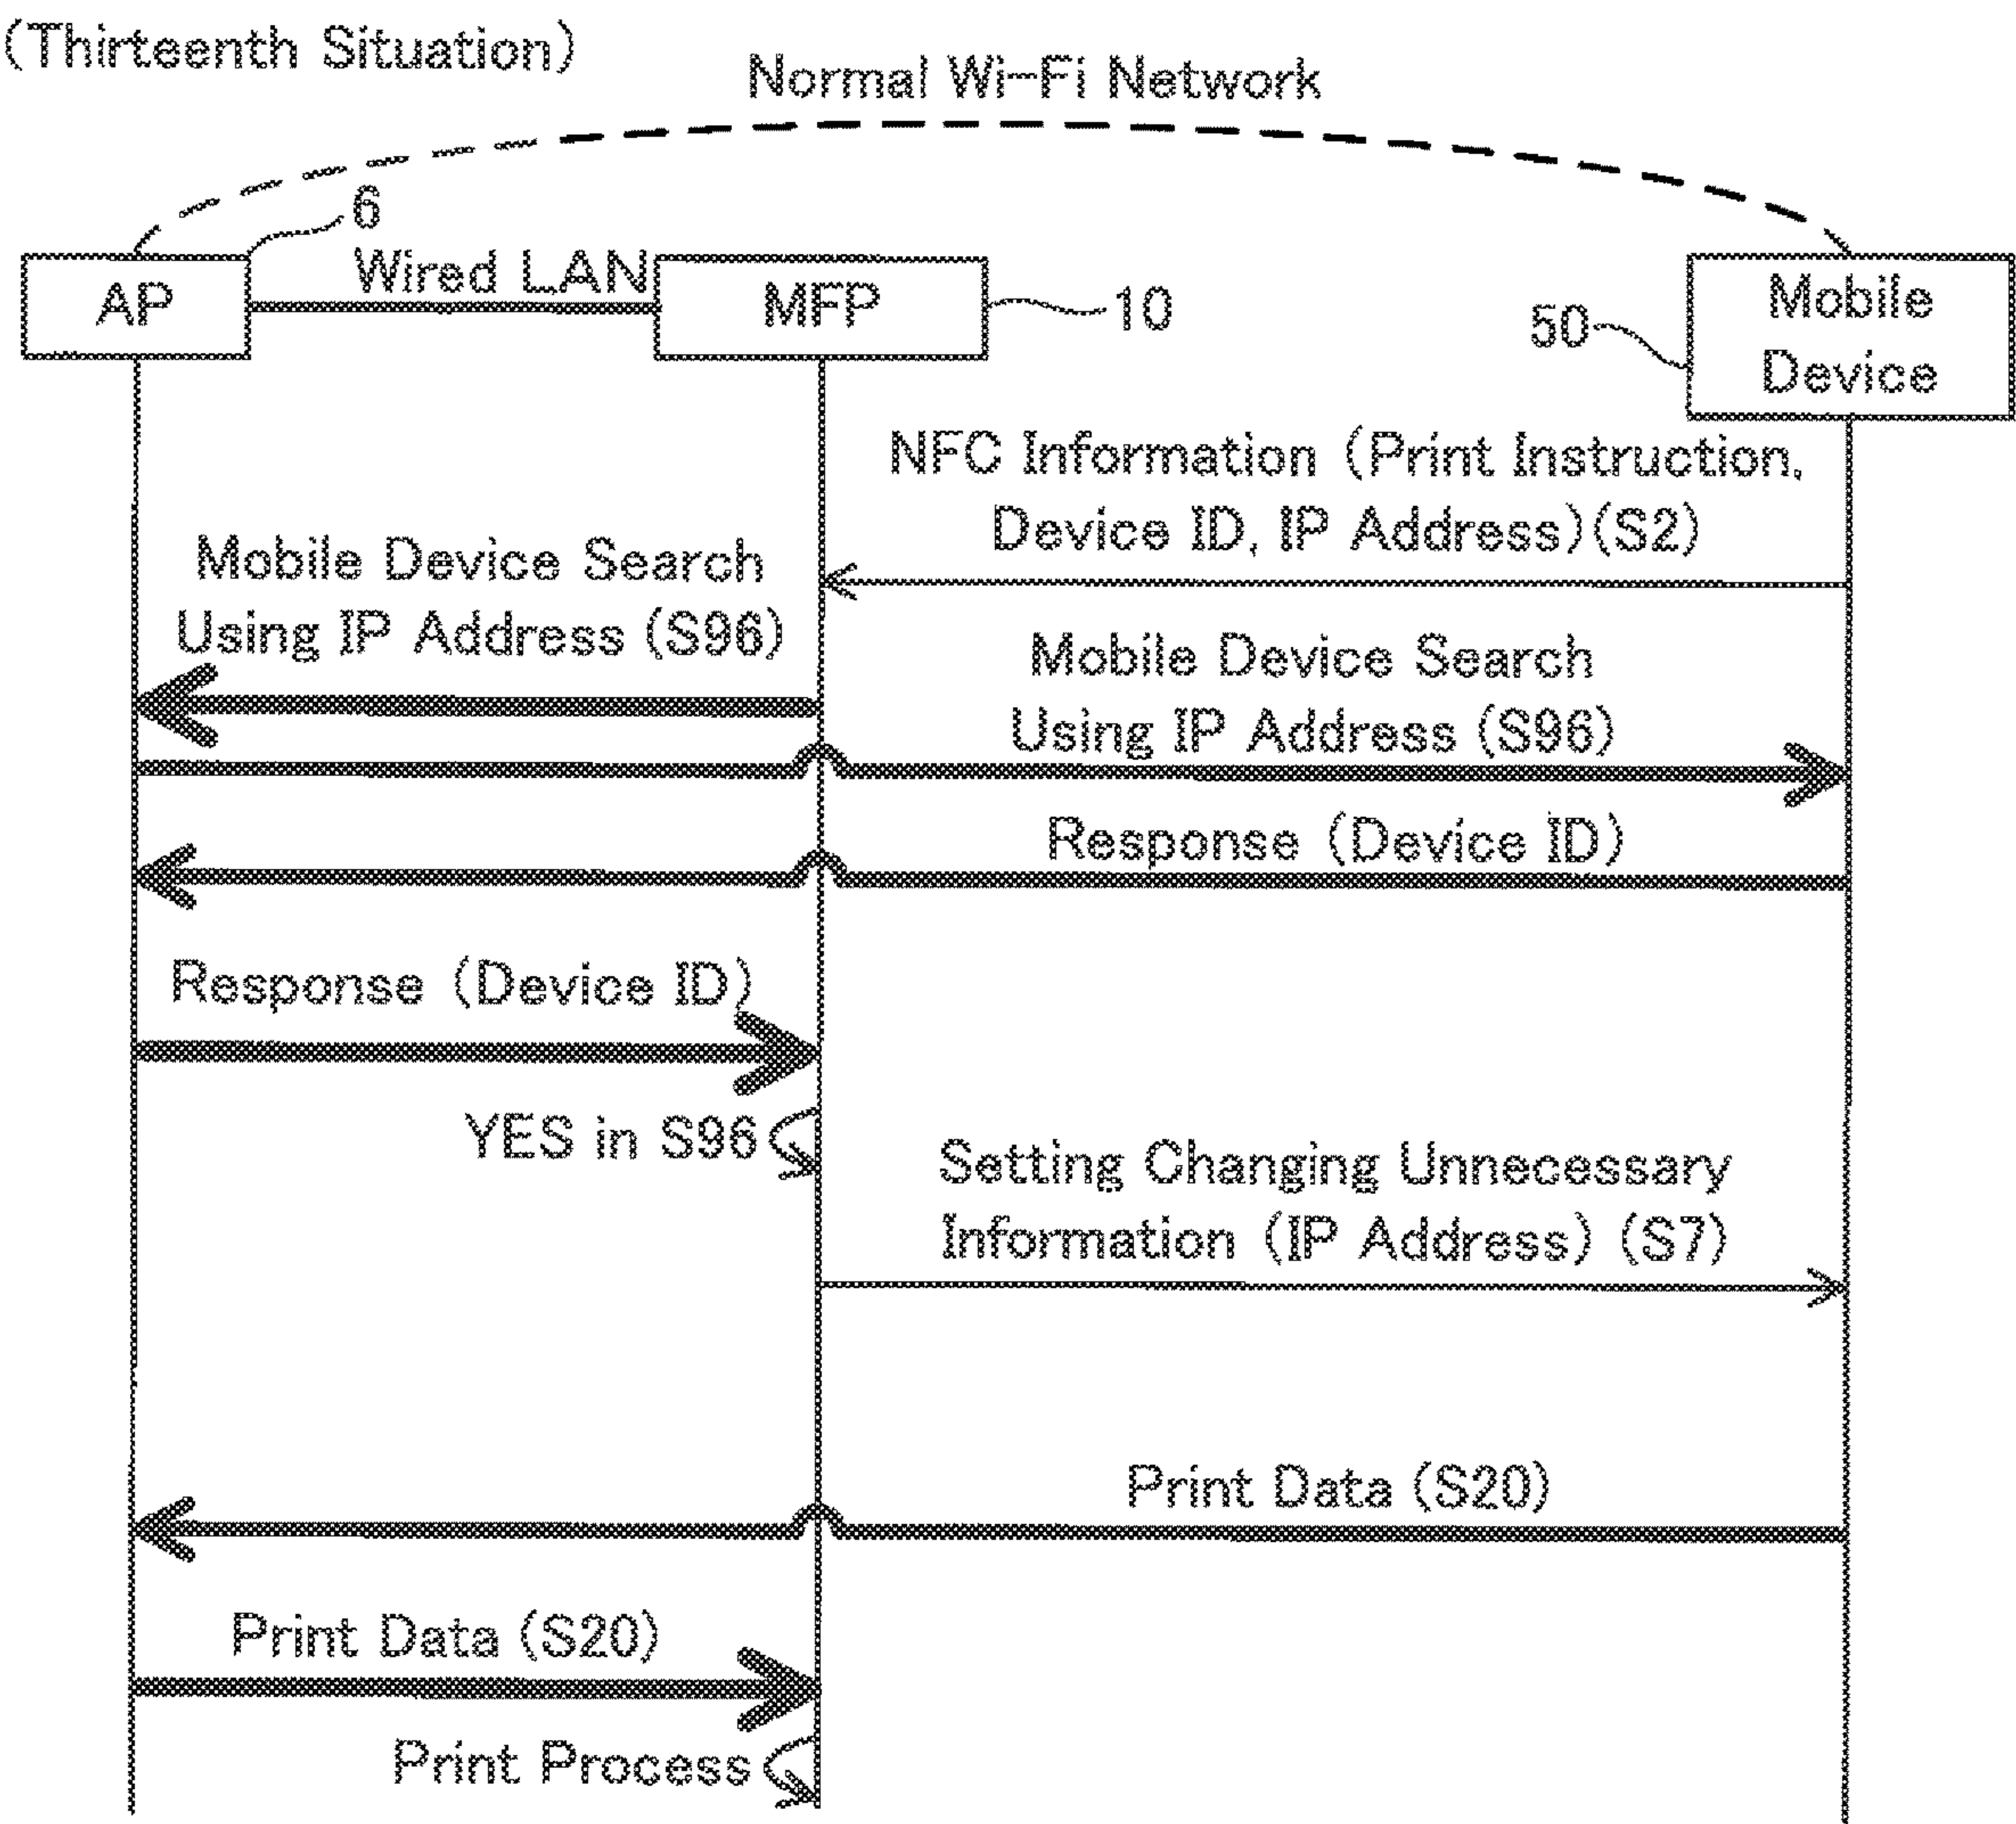 (Thirteenth Situation)
Normal Wi-Fi Network
6
Wired LAN
AP
MFP
10
50
Mobile
Device
NFC Information (Print Instruction,
Device ID, IP Address)(S2)
Mobile Device Search
Using IP Address (S96)
Mobile Device Search
Using IP Address (S96)
Response (Device ID)
Response (Device ID)
YES in S96
Setting Changing Unnecessary
Information (IP Address) (S7)
Print Data (S20)
Print Data (S20)
Print Process